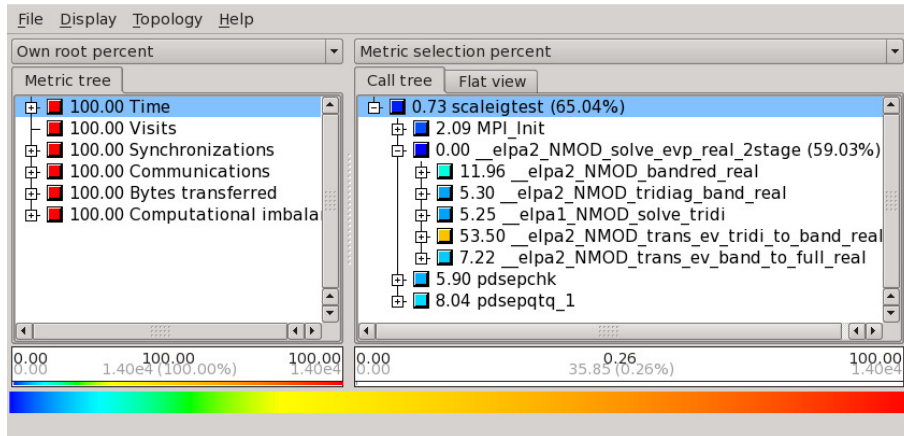 File Display Topology Help
Own root percent
Metric selection percent
Metric tree
Call tree Flat view
100.00 Time
100.00 Visits
100.00 Synchronizations
100.00 Communications
100.00 Bytes transferred
100.00 Computational imbala
0.73 scaleigtest (65.04%)
2.09 MPI_Init
0.00 __elpa2_NMOD_solve_evp_real_2stage (59.03%)
11.96 __elpa2_NMOD_bandred_real
5.30 __elpa2_NMOD_tridiag_band_real
5.25 __elpa1_NMOD_solve_tridi
53.50 __elpa2_NMOD_trans_ev_tridi_to_band_real
7.22 __elpa2_NMOD_trans_ev_band_to_full_real
5.90 pdsepchk
8.04 pdsepqtq_1
0.00 100.00 100.00
0.00 1.40e4 (100.00%) 1.40e4
0.00 0.26 100.00
0.00 35.85 (0.26%) 1.40e4